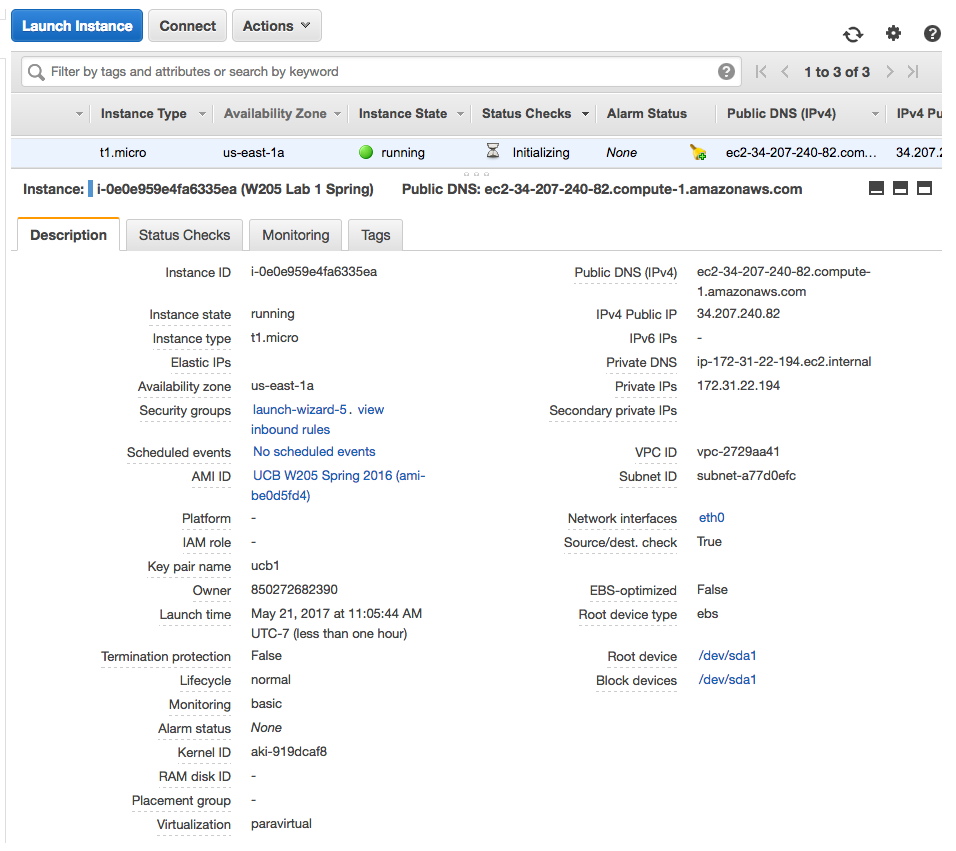 Launch Instance Connect Actions
Filter by tags and attributes or search by keyword 1 to 3 of 3
Instance Type Availability Zone Instance State Status Checks Alarm Status Public DNS (IPv4) IPv4 Pu
t1.micro us-east-1a running Initializing None ec2-34-207-240-82.com... 34.207.2
Instance: i-0e0e959e4fa6335ea (W205 Lab 1 Spring) Public DNS: ec2-34-207-240-82.compute-1.amazonaws.com
Description Status Checks Monitoring Tags
Instance ID i-0e0e959e4fa6335ea Public DNS (IPv4) ec2-34-207-240-82.compute-
1.amazonaws.com
Instance state running IPv4 Public IP 34.207.240.82
Instance type t1.micro IPv6 IPs -
Elastic IPs Private DNS ip-172-31-22-194.ec2.internal
Availability zone us-east-1a Private IPs 172.31.22.194
Security groups launch-wizard-5 . view Secondary private IPs
inbound rules
Scheduled events No scheduled events VPC ID vpc-2729aa41
AMI ID UCB W205 Spring 2016 (ami- Subnet ID subnet-a77d0efc
be0d5fd4)
Platform - Network interfaces eth0
IAM role - Source/dest. check True
Key pair name ucb1
Owner 850272682390 EBS-optimized False
Launch time May 21, 2017 at 11:05:44 AM Root device type ebs
UTC-7 (less than one hour)
Termination protection False Root device /dev/sda1
Lifecycle normal Block devices /dev/sda1
Monitoring basic
Alarm status None
Kernel ID aki-919dcaf8
RAM disk ID -
Placement group -
Virtualization paravirtual